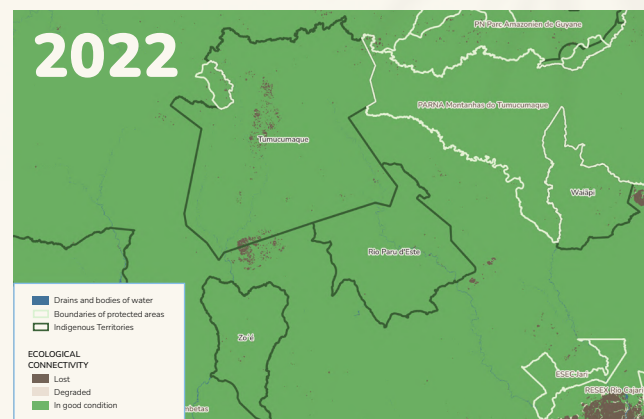 2022
PN Parc Amazonien de Guyane
PARNA Montanhas do Tumucumaque
Tumucumaque
Waiãpi
Rio Paru d'Este
Zo'é
Drains and bodies of water
Boundaries of protected areas
Indigenous Territories
ECOLOGICAL
CONNECTIVITY
Lost
Degraded
In good condition
ESEC Jari
RESEX Rio Cajari
mbetas